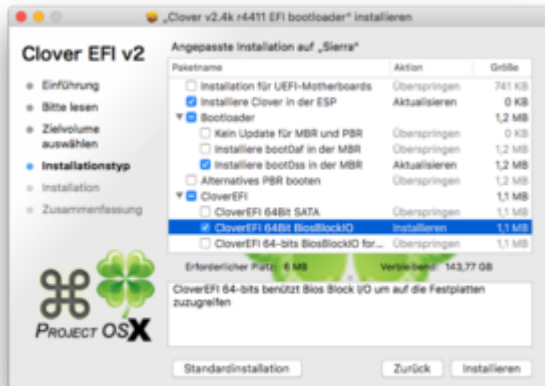 „Clover v2.4k r4411 EFI bootloader“ installieren
Clover EFI v2
Einführung
Bitte lesen
Zielvolume
auswählen
Installationstyp
Installation
Zusammenfassung
PROJECT OSX
Angepasste Installation auf „Sierra“
Paketname Aktion Größe
Installation für UEFI-Motherboards Überspringen 741 KB
Installiere Clover in der ESP Aktualisieren 0 KB
Bootloader 1,2 MB
Kein Update für MBR und PBR Überspringen 0 KB
Installiere boot0af in der MBR Überspringen 1,2 MB
Installiere boot0ss in der MBR Aktualisieren 1,2 MB
Alternatives PBR booten Überspringen 1,2 MB
CloverEFI 1,1 MB
CloverEFI 64Bit SATA Überspringen 1,1 MB
CloverEFI 64Bit BiosBlockIO Installieren 1,1 MB
CloverEFI 64-bits BiosBlockIO for... Überspringen 1,1 MB
Erforderlicher Platz: 6 MB Verbleibend: 143,77 GB
CloverEFI 64-bits benützt Bios Block I/O um auf die Festplatten
zuzugreifen
Standardinstallation Zurück Installieren